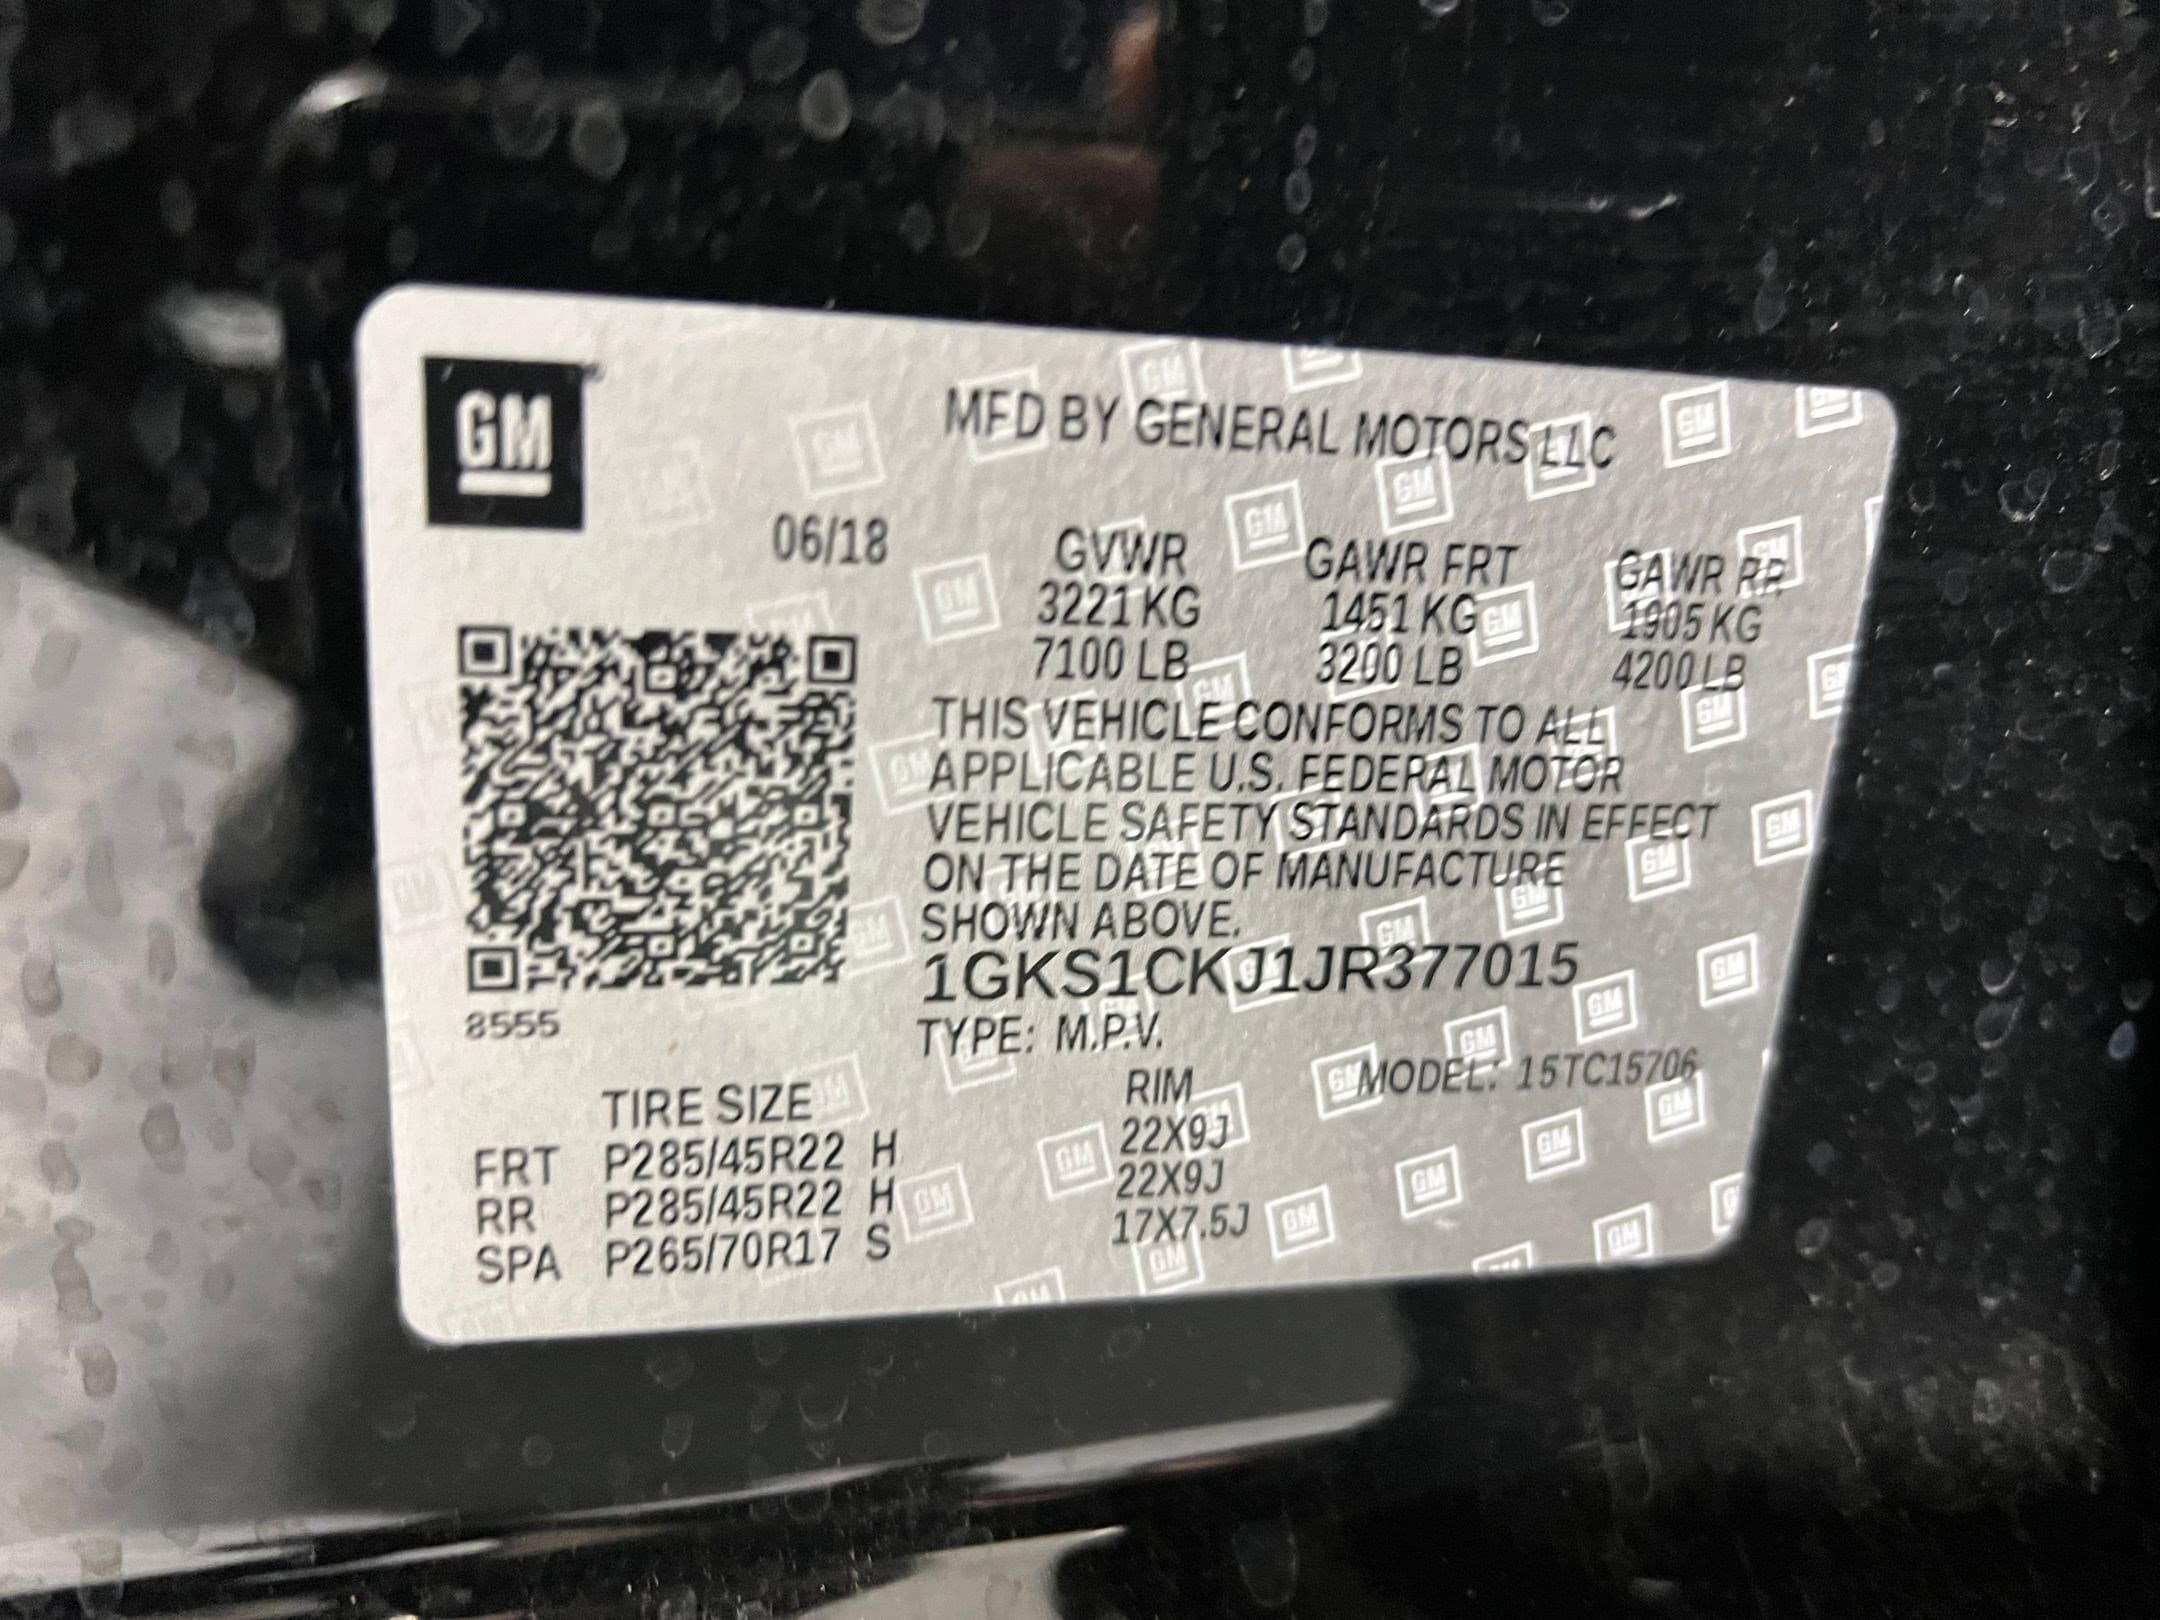 GM
MFD BY GENERAL MOTORS LLC
06/18 GVWR GAWR FRT GAWR RR
3221 KG 1451 KG 1905 KG
7100 LB 3200 LB 4200 LB
THIS VEHICLE CONFORMS TO ALL
APPLICABLE U.S. FEDERAL MOTOR
VEHICLE SAFETY STANDARDS IN EFFECT
ON THE DATE OF MANUFACTURE
SHOWN ABOVE.
1GKS1CKJ1JR377015
8555
TYPE: M.P.V.
MODEL: 15TC15706
TIRE SIZE RIM
FRT P285/45R22 H 22X9J
RR P285/45R22 H 22X9J
SPA P265/70R17 S 17X7.5J